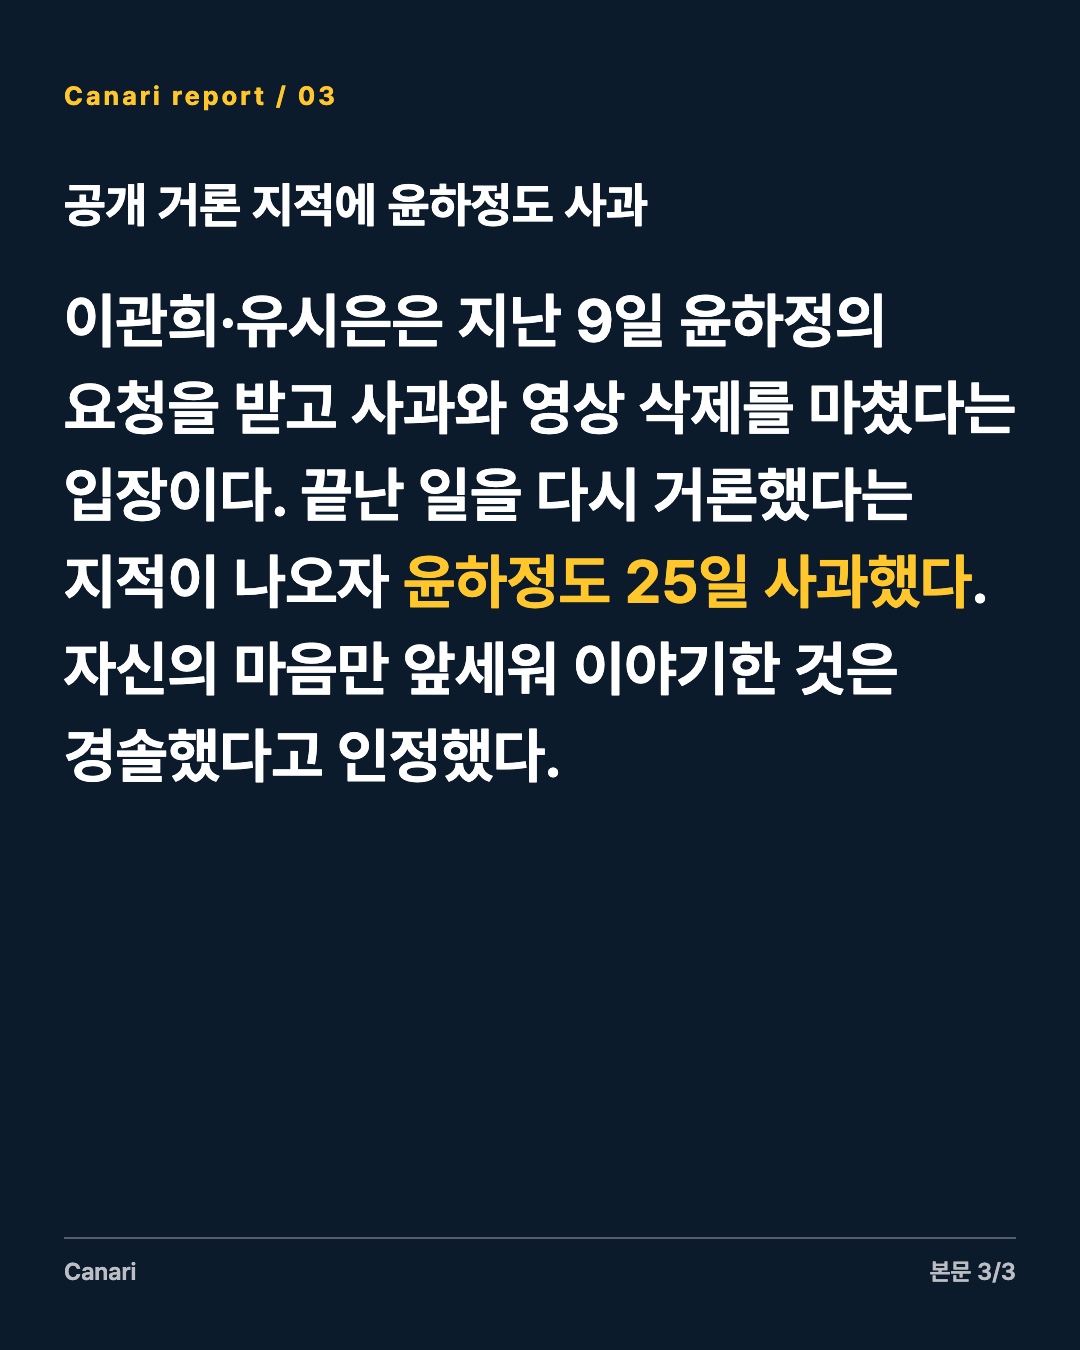 Canari report / 03
공개 거론 지적에 윤하정도 사과
이관희·유시은은 지난 9일 윤하정의
요청을 받고 사과와 영상 삭제를 마쳤다는
입장이다. 끝난 일을 다시 거론했다는
지적이 나오자 윤하정도 25일 사과했다.
자신의 마음만 앞세워 이야기한 것은
경솔했다고 인정했다.
Canari
본문 3/3